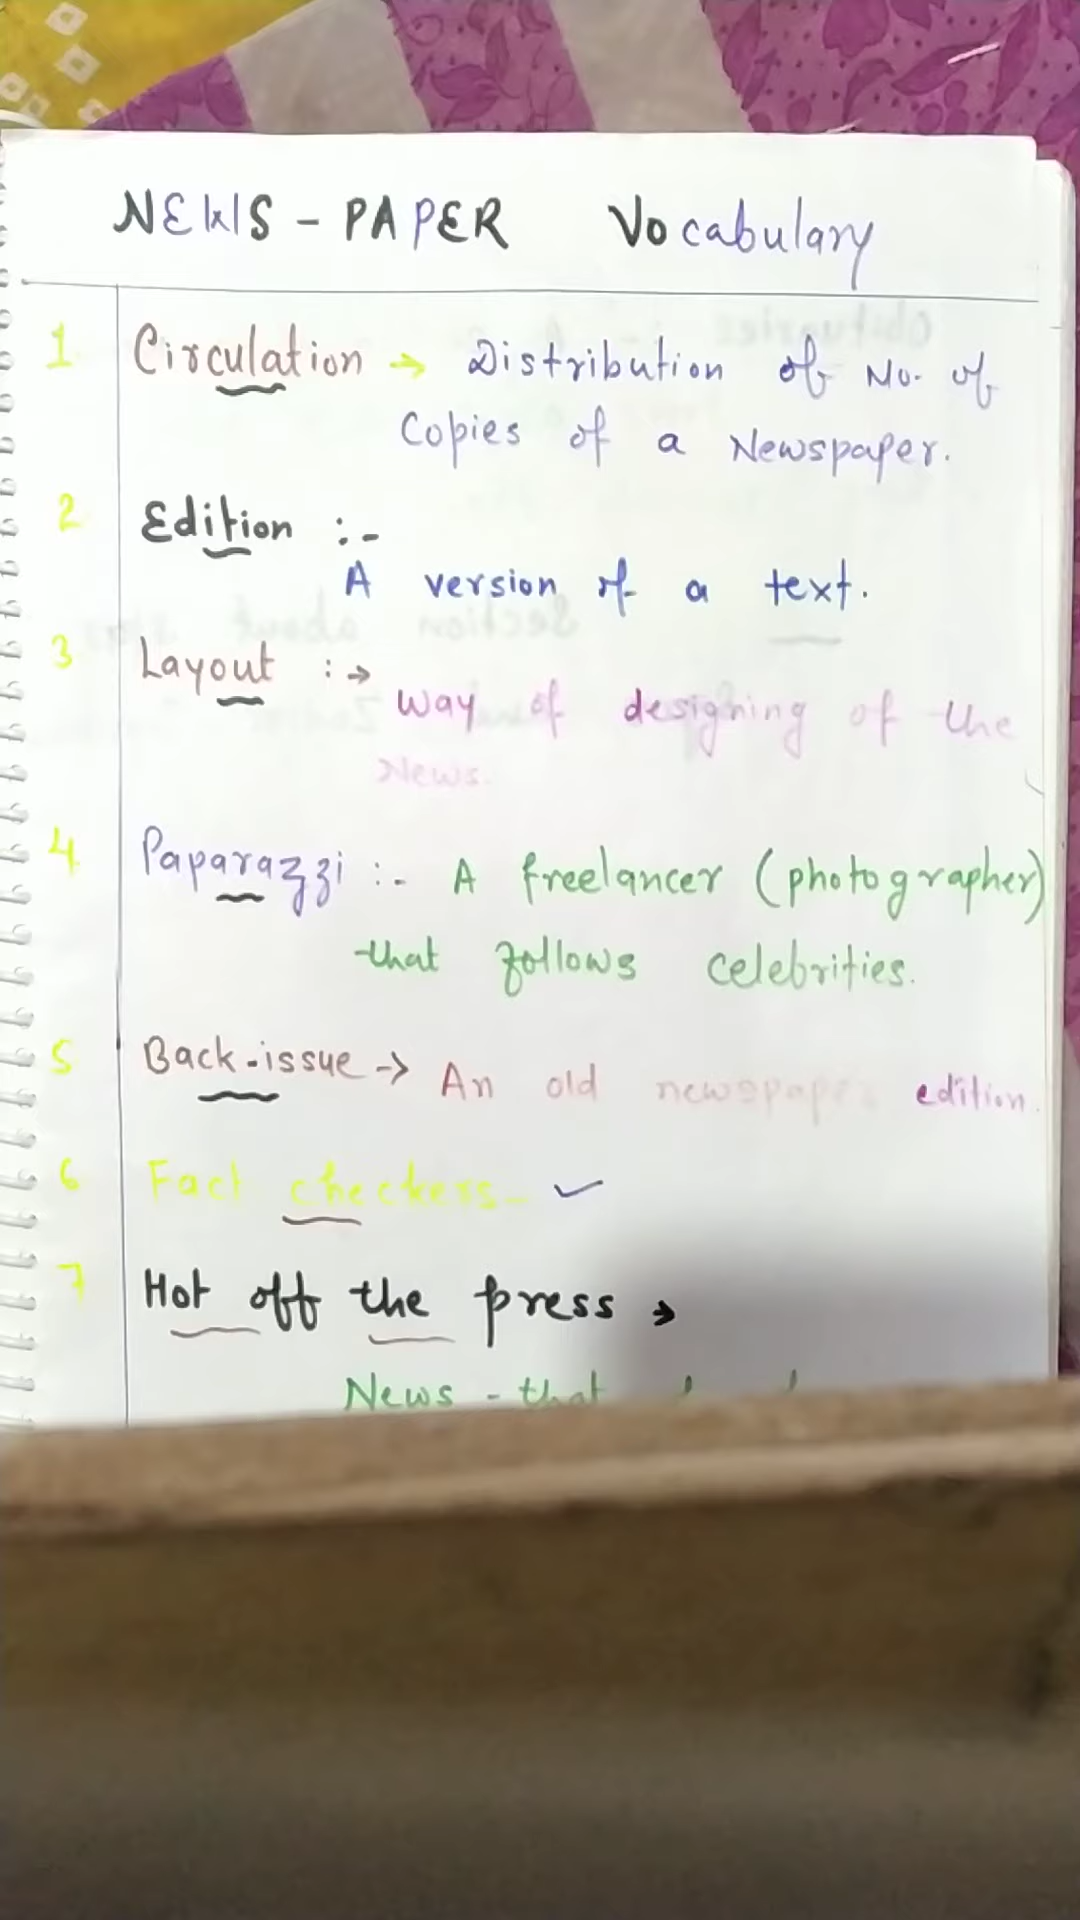 NEWS - PAPER Vocabulary
1 Circulation → Distribution of No. of
Copies of a Newspaper.
2 Edition :-
A version of a text.
3 Layout :→
way of designing of the
News.
4 Paparazzi :- A freelancer (photographer)
that follows celebrities.
5 Back-issue → An old newspaper edition.
6 Fact checkers - ✓
7 Hot off the press →
News - that